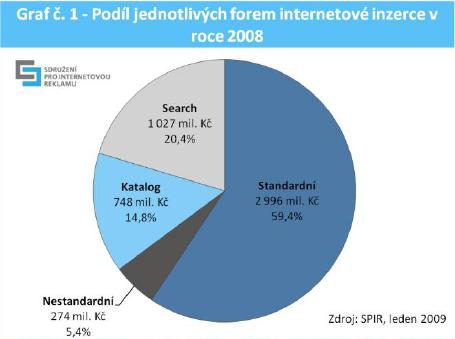 Graf č. 1 - Podíl jednotlivých forem internetové inzerce v
roce 2008
SDRUŽENÍ
PRO INTERNETOVOU
REKLAMU
Search
1 027 mil. Kč
20,4%
Katalog
748 mil. Kč
14,8%
Standardní
2 996 mil. Kč
59,4%
Nestandardní
274 mil. Kč
5,4%
Zdroj: SPIR, leden 2009